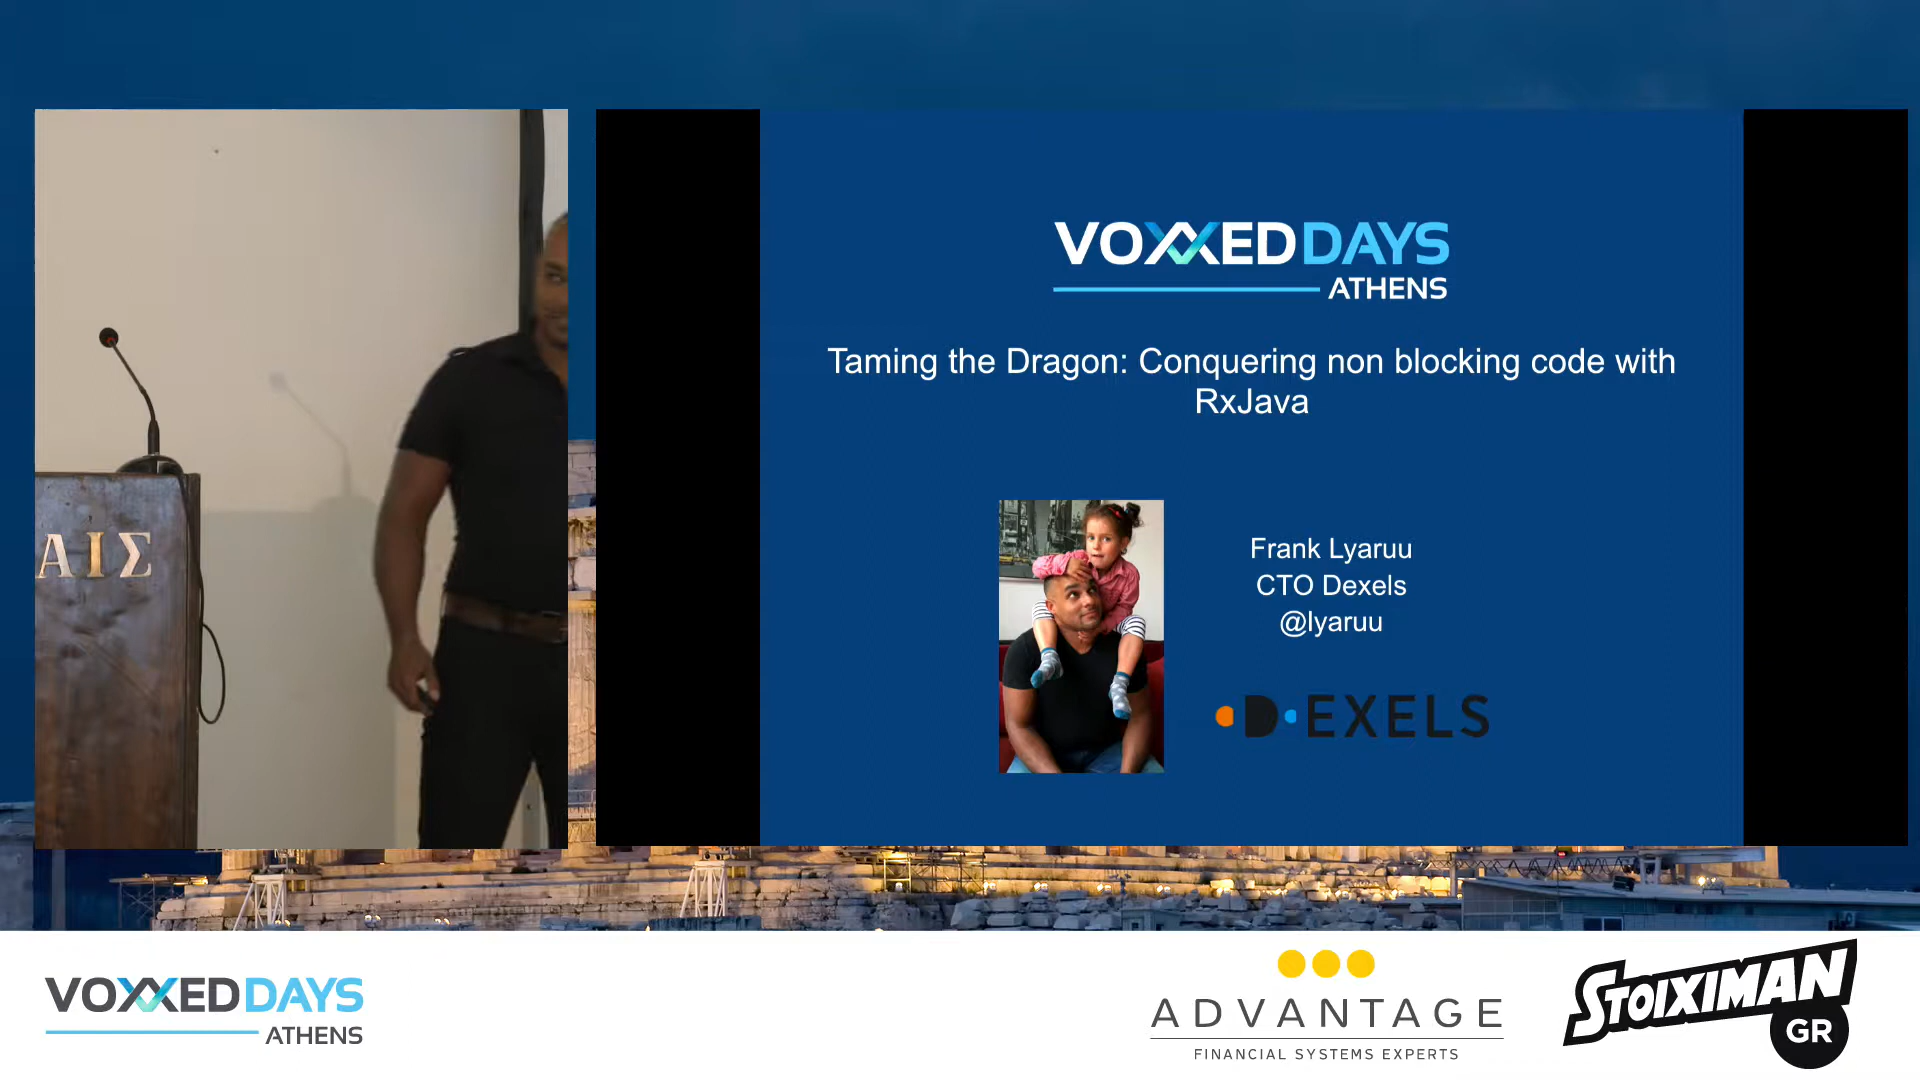 VOXXEDDAYS
ATHENS
Taming the Dragon: Conquering non blocking code with
RxJava
Frank Lyaruu
CTO Dexels
@lyaruu
D EXELS
ΑΙΣ
VOXXEDDAYS
ATHENS
ADVANTAGE
FINANCIAL SYSTEMS EXPERTS
STOIXIMAN
GR